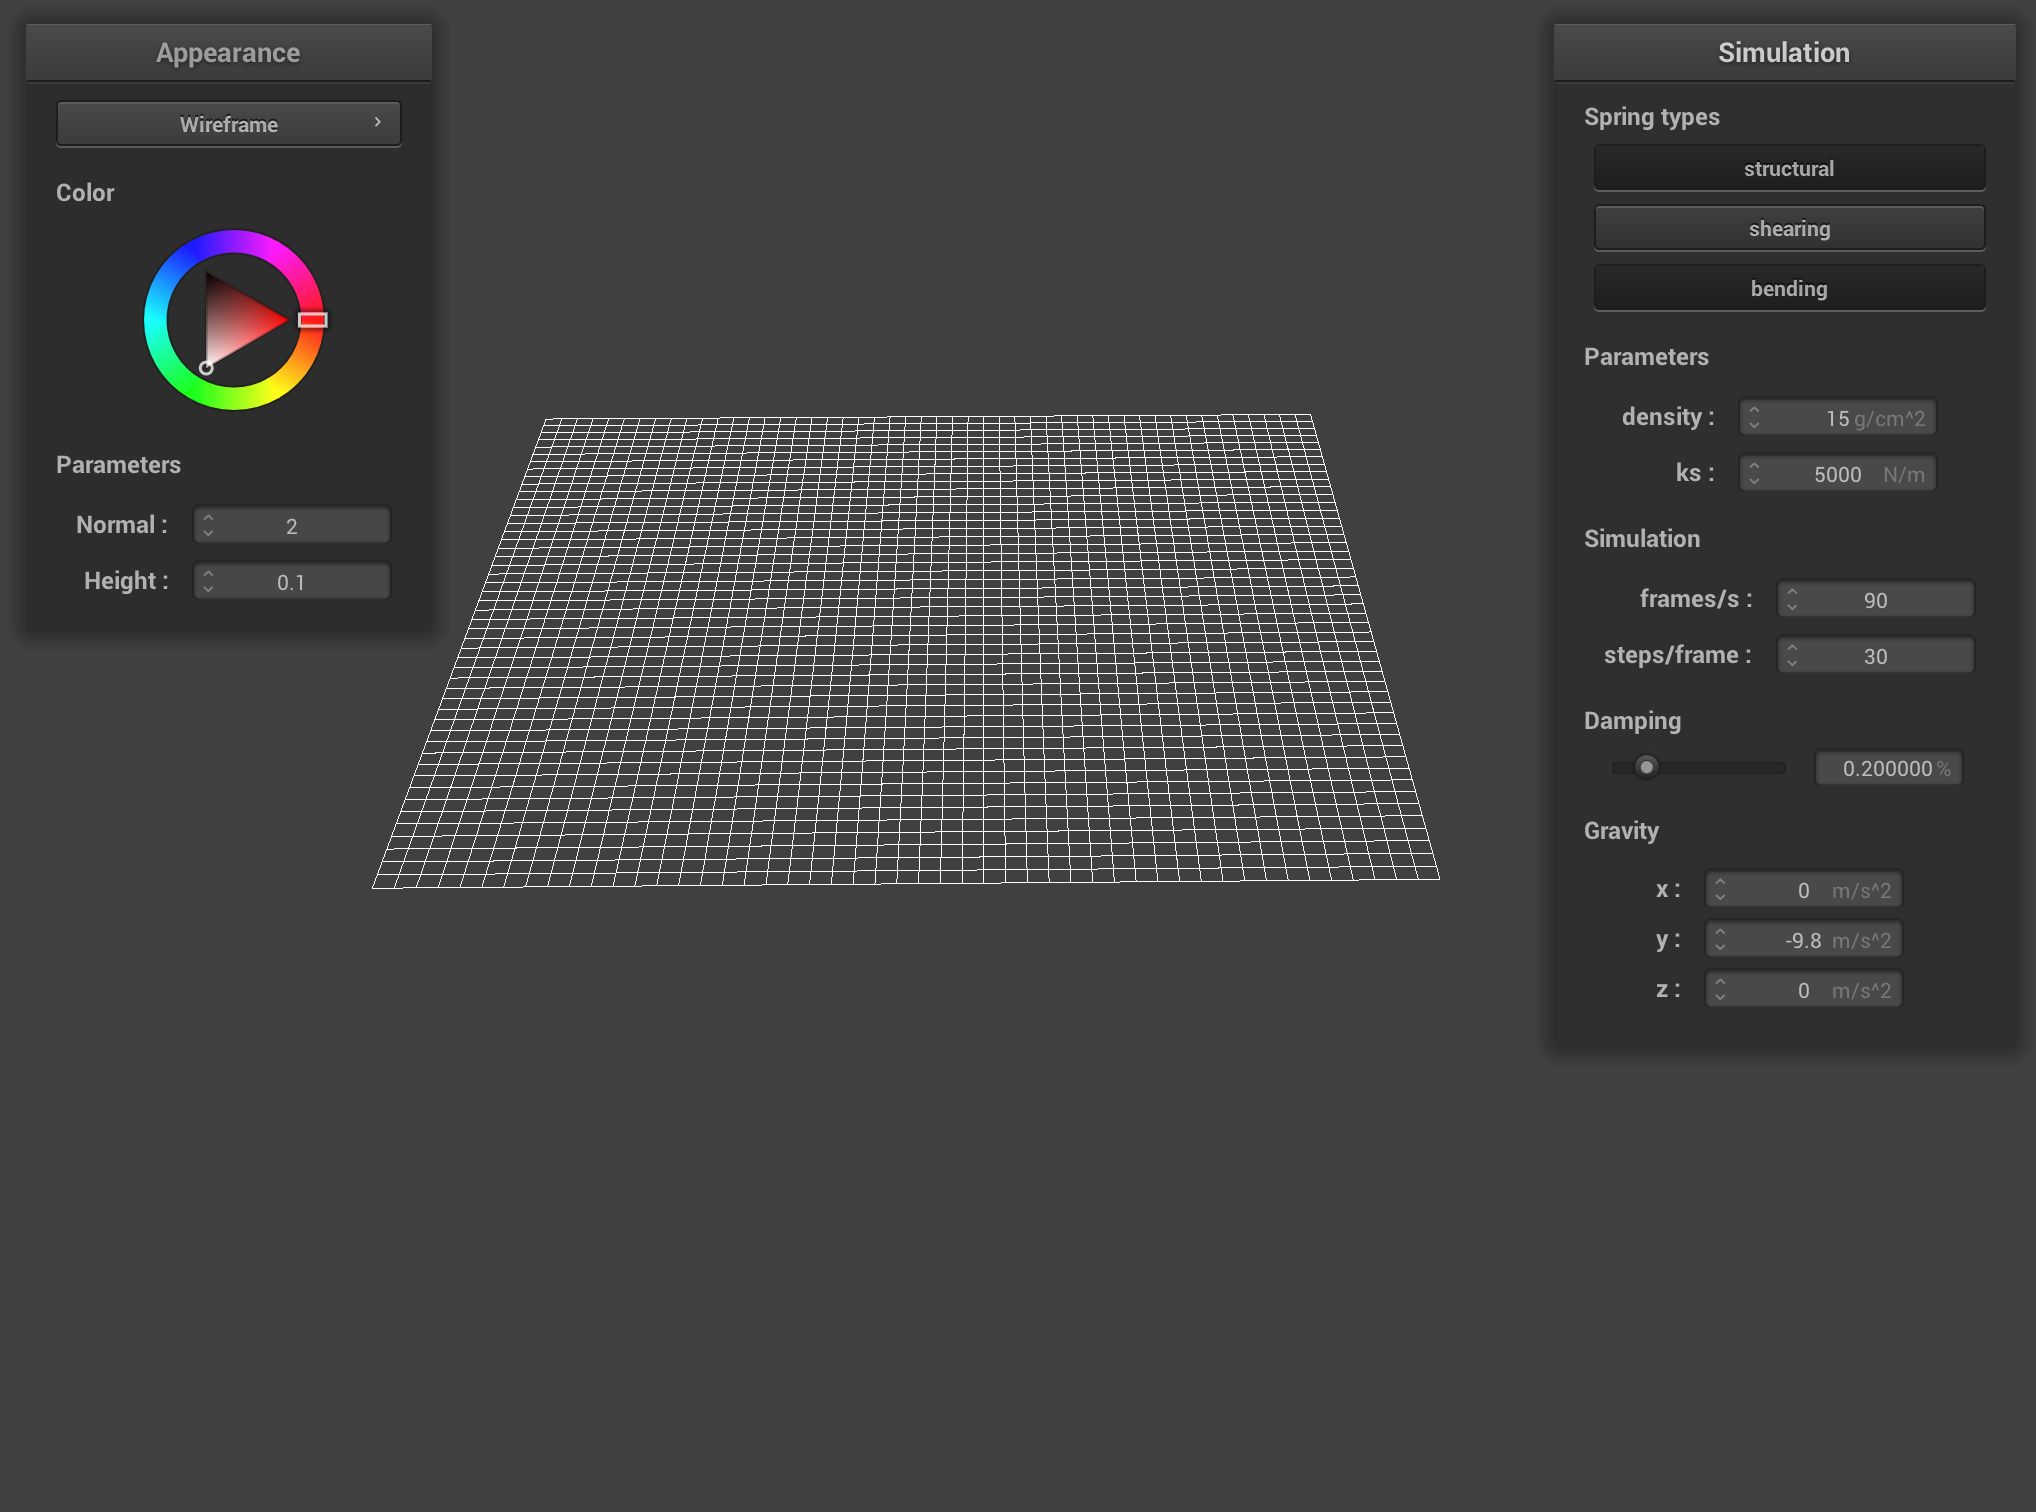 Appearance
Wireframe
Color
Parameters
Normal : 2
Height : 0.1
Simulation
Spring types
structural
shearing
bending
Parameters
density : 15 g/cm^2
ks : 5000 N/m
Simulation
frames/s : 90
steps/frame : 30
Damping
0.200000 %
Gravity
x : 0 m/s^2
y : -9.8 m/s^2
z : 0 m/s^2